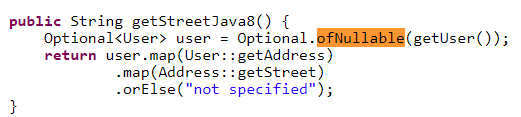 public String getStreetJava8() {
    Optional<User> user = Optional.ofNullable(getUser());
    return user.map(User::getAddress)
            .map(Address::getStreet)
            .orElse("not specified");
}